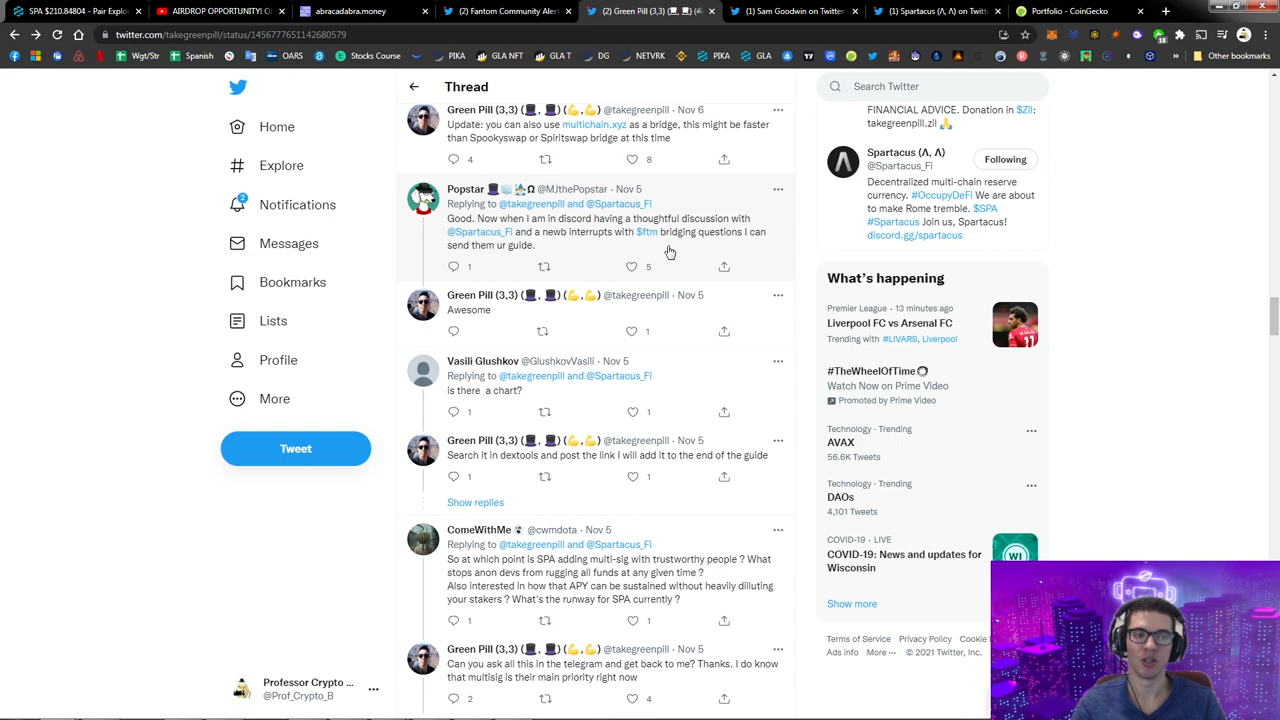 SPA $210.84804 - Pair Explo
AIRDROP OPPORTUNITY! O
abracadabra.money
(2) Fantom Community Alert
(2) Green Pill (3,3)
(1) Sam Goodwin on Twitter
(1) Spartacus (Λ, Λ) on Twit
Portfolio - CoinGecko
twitter.com/takegreenpill/status/1456777651142680579
Wgt/Str
Spanish
OARS
Stocks Course
PIKA
GLA NFT
DG
NETVRK
PIKA
GLA
Other bookmarks
Thread
Search Twitter
Home
Explore
2
Notifications
Messages
Bookmarks
Lists
Profile
More
Tweet
Professor Crypto ...
@Prof_Crypto_B
Green Pill (3,3) (🎩, 🎩) (💪,💪) @takegreenpill · Nov 6
Update: you can also use multichain.xyz as a bridge, this might be faster
than Spookyswap or Spiritswap bridge at this time
4
8
Popstar 🎩🧊🧙Ω @MJthePopstar · Nov 5
Replying to @takegreenpill and @Spartacus_Fi
Good. Now when I am in discord having a thoughtful discussion with
@Spartacus_Fi and a newb interrupts with $ftm bridging questions I can
send them ur guide.
1
5
Green Pill (3,3) (🎩, 🎩) (💪,💪) @takegreenpill · Nov 5
Awesome
1
Vasili Glushkov @GlushkovVasili · Nov 5
Replying to @takegreenpill and @Spartacus_Fi
is there a chart?
1
1
Green Pill (3,3) (🎩, 🎩) (💪,💪) @takegreenpill · Nov 5
Search it in dextools and post the link I will add it to the end of the guide
1
1
Show replies
ComeWithMe @cwmdota · Nov 5
Replying to @takegreenpill and @Spartacus_Fi
So at which point is SPA adding multi-sig with trustworthy people ? What
stops anon devs from rugging all funds at any given time ?
Also interested in how that APY can be sustained without heavily dilluting
your stakers ? What's the runway for SPA currently ?
1
1
Green Pill (3,3) (🎩, 🎩) (💪,💪) @takegreenpill · Nov 5
Can you ask all this in the telegram and get back to me? Thanks. I do know
that multisig is their main priority right now
2
4
FINANCIAL ADVICE. Donation in $Zil:
takegreenpill.zil 🙏
Spartacus (Λ, Λ)
@Spartacus_Fi
Following
Decentralized multi-chain reserve
currency. #OccupyDeFi We are about
to make Rome tremble. $SPA
#Spartacus Join us, Spartacus!
discord.gg/spartacus
What's happening
Premier League · 13 minutes ago
Liverpool FC vs Arsenal FC
Trending with #LIVARS, Liverpool
#TheWheelOfTime
Watch Now on Prime Video
Promoted by Prime Video
Technology · Trending
AVAX
56.6K Tweets
Technology · Trending
DAOs
4,101 Tweets
COVID-19 · LIVE
COVID-19: News and updates for
Wisconsin
WI
Show more
Terms of Service Privacy Policy Cookie
Ads info More ··· © 2021 Twitter, Inc.